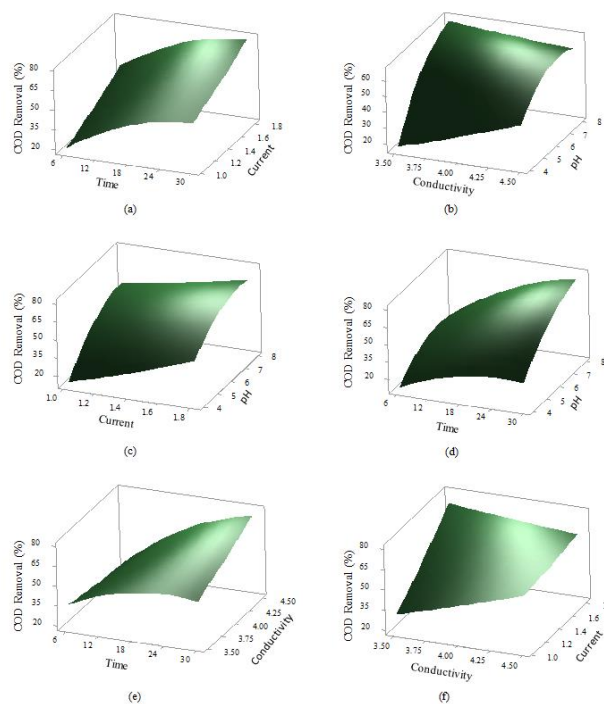 COD Removal (%)
80
65
50
35
20
6 12 18 24 30
Time
1.0 1.2 1.4 1.6 1.8
Current
(a)
COD Removal (%)
60
50
40
30
20
3.50 3.75 4.00 4.25 4.50
Conductivity
4 5 6 7 8
pH
(b)
COD Removal (%)
80
65
50
35
20
1.0 1.2 1.4 1.6 1.8
Current
4 5 6 7 8
pH
(c)
COD Removal (%)
80
65
50
35
20
6 12 18 24 30
Time
4 5 6 7 8
pH
(d)
COD Removal (%)
80
65
50
35
20
6 12 18 24 30
Time
3.50 3.75 4.00 4.25 4.50
Conductivity
(e)
COD Removal (%)
80
65
50
35
20
3.50 3.75 4.00 4.25 4.50
Conductivity
1.0 1.2 1.4 1.6
Current
(f)